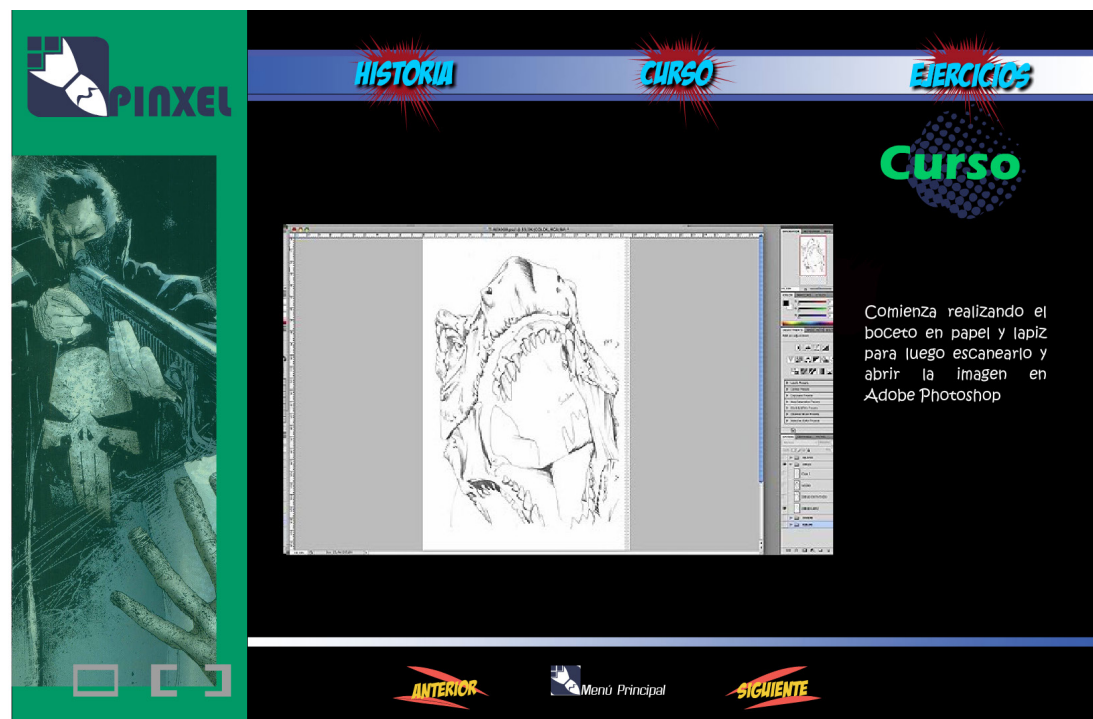 PINXEL
HISTORIA
CURSO
EJERCICIOS
Curso
Comienza realizando el
boceto en papel y lapiz
para luego escanearlo y
abrir la imagen en
Adobe Photoshop
ANTERIOR
Menú Principal
SIGUIENTE